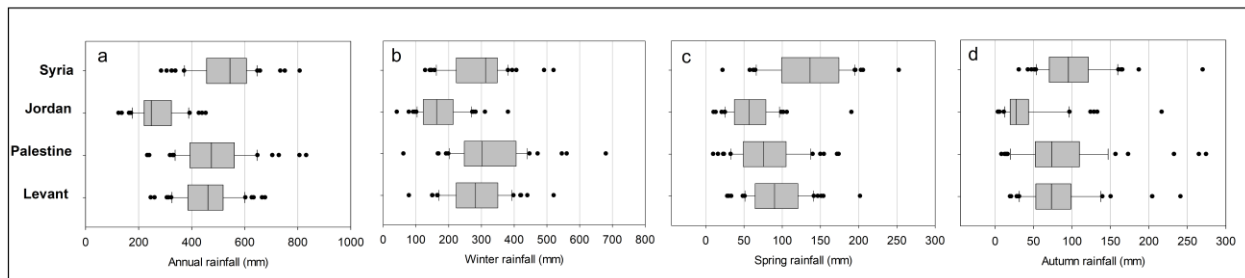 a b c d
Syria
Jordan
Palestine
Levant
0 200 400 600 800 1000 0 100 200 300 400 500 600 700 800 0 50 100 150 200 250 300 0 50 100 150 200 250 300
Annual rainfall (mm) Winter rainfall (mm) Spring rainfall (mm) Autumn rainfall (mm)